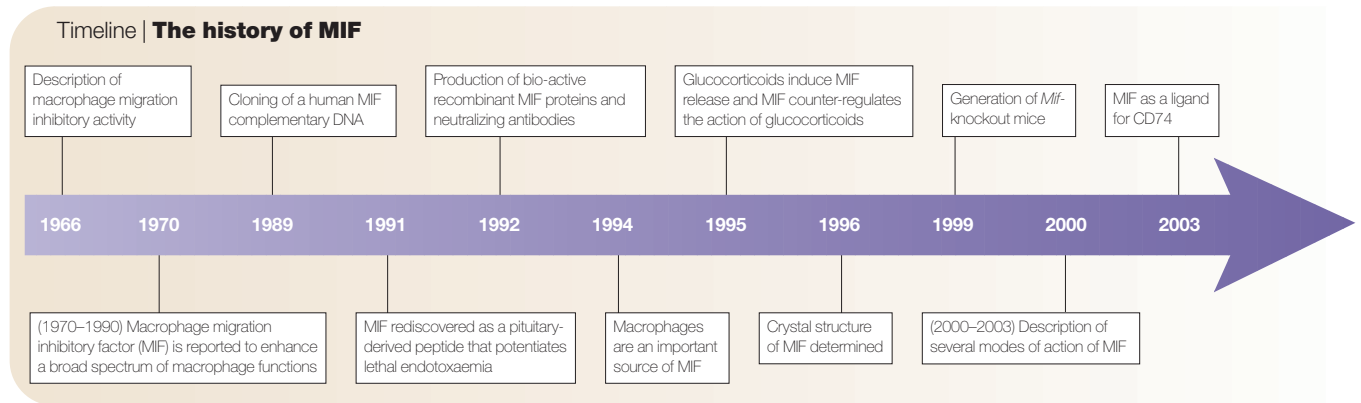 Timeline | The history of MIF
Description of
macrophage migration
inhibitory activity
Cloning of a human MIF
complementary DNA
Production of bio-active
recombinant MIF proteins and
neutralizing antibodies
Glucocorticoids induce MIF
release and MIF counter-regulates
the action of glucocorticoids
Generation of Mif-
knockout mice
MIF as a ligand
for CD74
1966 1970 1989 1991 1992 1994 1995 1996 1999 2000 2003
(1970–1990) Macrophage migration
inhibitory factor (MIF) is reported to enhance
a broad spectrum of macrophage functions
MIF rediscovered as a pituitary-
derived peptide that potentiates
lethal endotoxaemia
Macrophages
are an important
source of MIF
Crystal structure
of MIF determined
(2000–2003) Description of
several modes of action of MIF